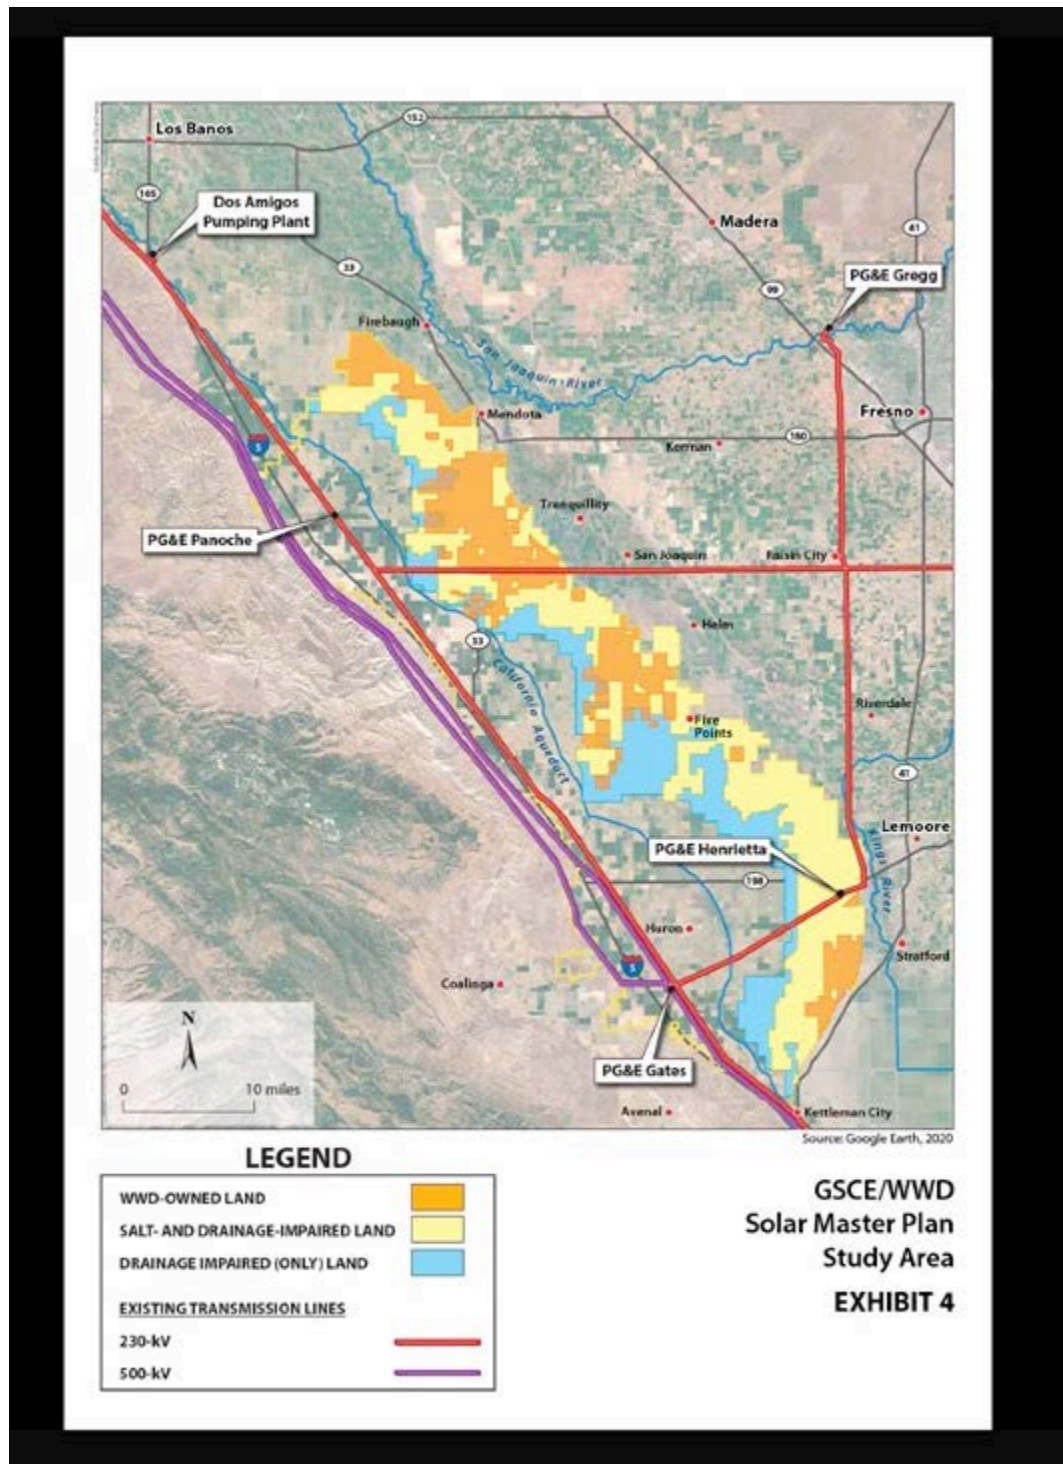 Los Banos
152
165
Dos Amigos
Pumping Plant
Madera
41
33
99
PG&E Gregg
Firebaugh
San Joaquin River
Mendota
Fresno
180
Kerman
5
Tranquillity
PG&E Panoche
San Joaquin
Raisin City
Helm
33
California Aqueduct
Riverdale
Five
Points
41
Lemoore
PG&E Henrietta
Kings River
198
Huron
Stratford
5
Coalinga
N
PG&E Gates
0 10 miles
Avenal
Kettleman City
Source: Google Earth, 2020
LEGEND
WWD-OWNED LAND
SALT- AND DRAINAGE-IMPAIRED LAND
DRAINAGE IMPAIRED (ONLY) LAND
EXISTING TRANSMISSION LINES
230-kV
500-kV
GSCE/WWD
Solar Master Plan
Study Area
EXHIBIT 4